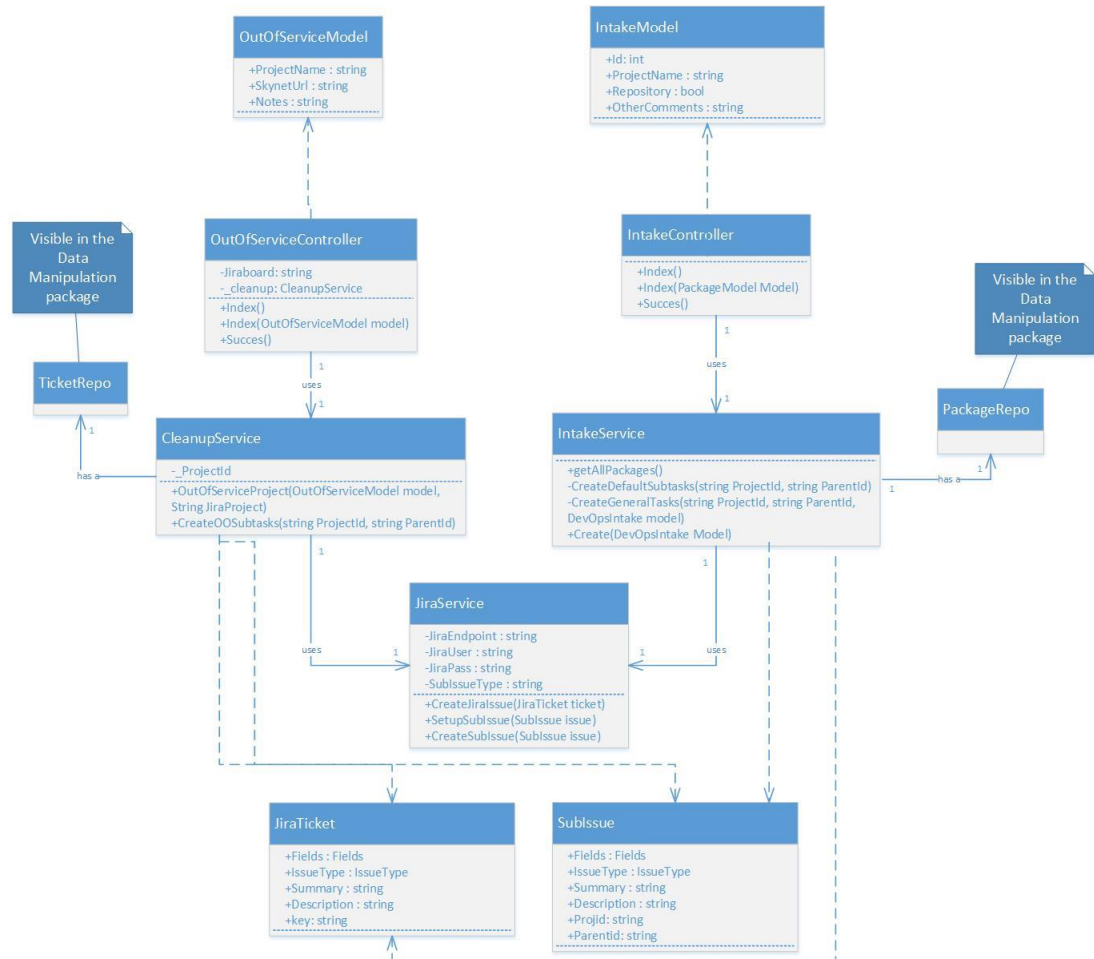 OutOfServiceModel
+ProjectName : string
+SkynetUrl : string
+Notes : string
IntakeModel
+Id: int
+ProjectName : string
+Repository : bool
+OtherComments : string
Visible in the
Data
Manipulation
package
OutOfServiceController
-Jiraboard: string
-_cleanup: CleanupService
+Index()
+Index(OutOfServiceModel model)
+Succes()
IntakeController
+Index()
+Index(PackageModel Model)
+Succes()
Visible in the
Data
Manipulation
package
1
uses
1
1
uses
1
TicketRepo
1
has a
PackageRepo
1
has a
1
CleanupService
-_ProjectId
+OutOfServiceProject(OutOfServiceModel model,
String JiraProject)
+CreateOOSubtasks(string ProjectId, string ParentId)
IntakeService
+getAllPackages()
-CreateDefaultSubtasks(string ProjectId, string ParentId)
-CreateGeneralTasks(string ProjectId, string ParentId,
DevOpsIntake model)
+Create(DevOpsIntake Model)
1
uses
1
1
uses
1
JiraService
-JiraEndpoint : string
-JiraUser : string
-JiraPass : string
-SubIssueType : string
+CreateJiraIssue(JiraTicket ticket)
+SetupSubIssue(SubIssue issue)
+CreateSubIssue(SubIssue issue)
JiraTicket
+Fields : Fields
+IssueType : IssueType
+Summary : string
+Description : string
+key: string
SubIssue
+Fields : Fields
+IssueType : IssueType
+Summary : string
+Description : string
+Projid: string
+Parentid: string